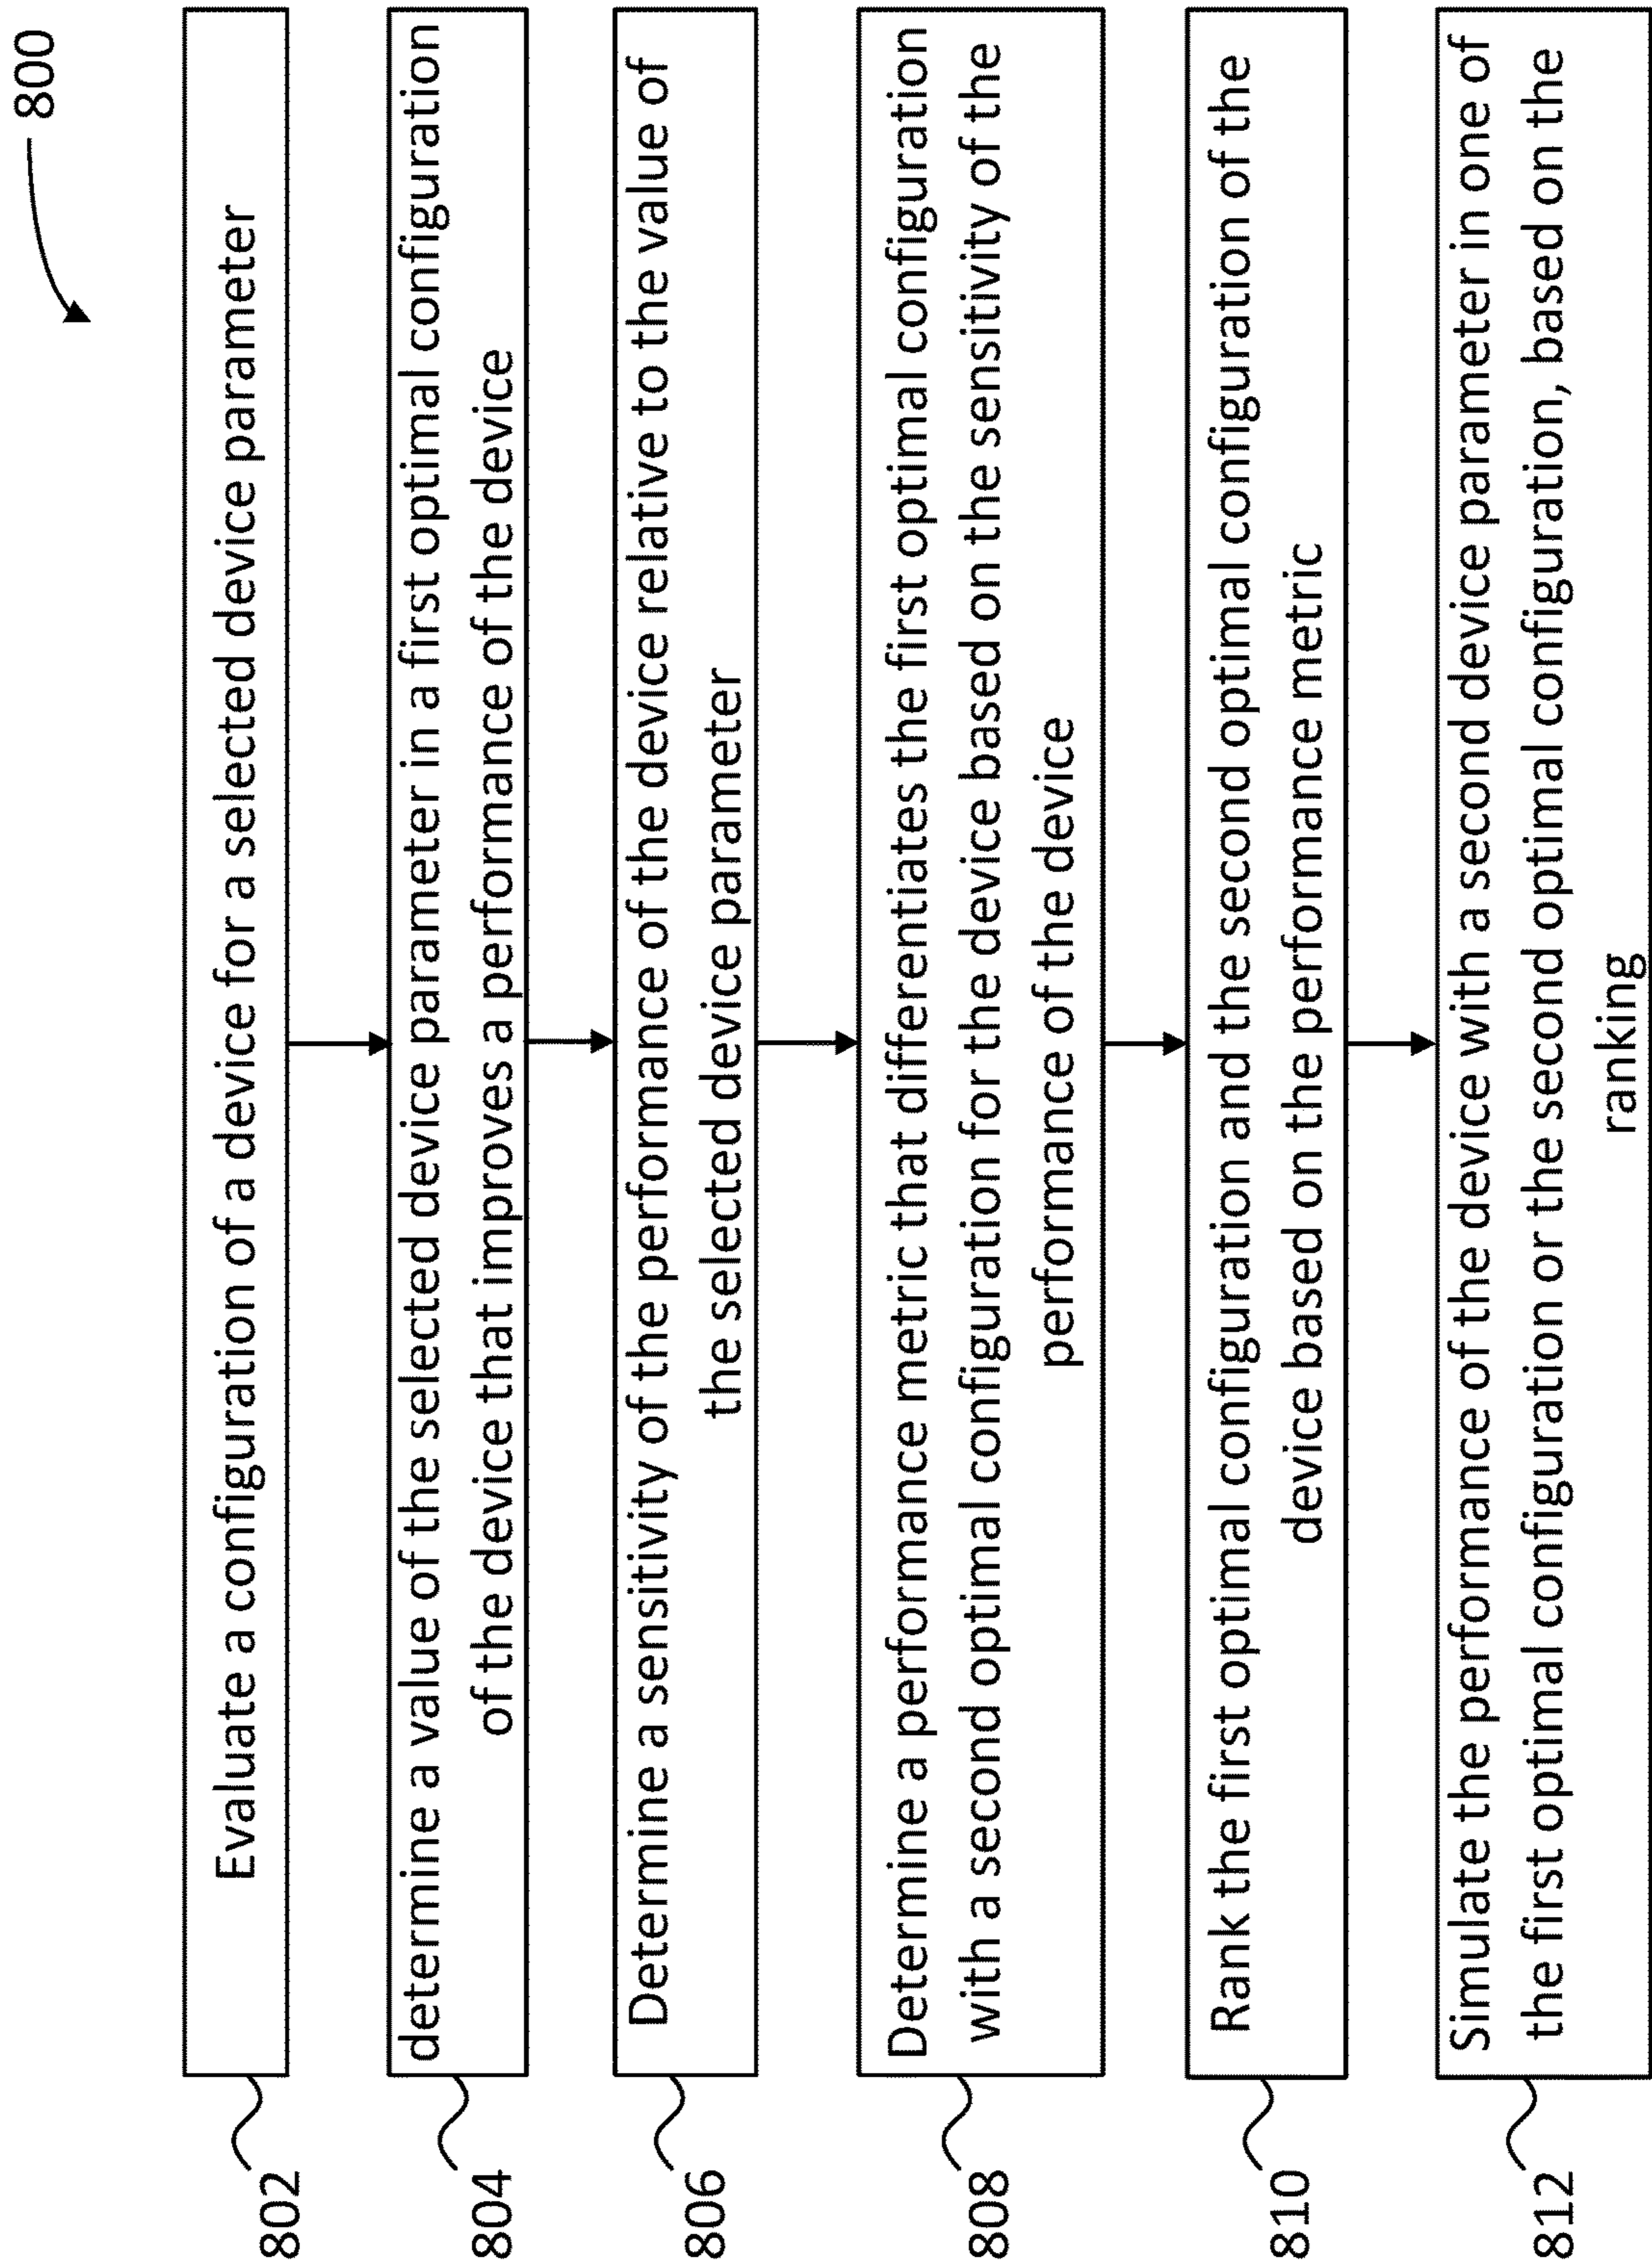 800
802
Evaluate a configuration of a device for a selected device parameter
804
determine a value of the selected device parameter in a first optimal configuration
of the device that improves a performance of the device
806
Determine a sensitivity of the performance of the device relative to the value of
the selected device parameter
808
Determine a performance metric that differentiates the first optimal configuration
with a second optimal configuration for the device based on the sensitivity of the
performance of the device
810
Rank the first optimal configuration and the second optimal configuration of the
device based on the performance metric
812
Simulate the performance of the device with a second device parameter in one of
the first optimal configuration or the second optimal configuration, based on the
ranking